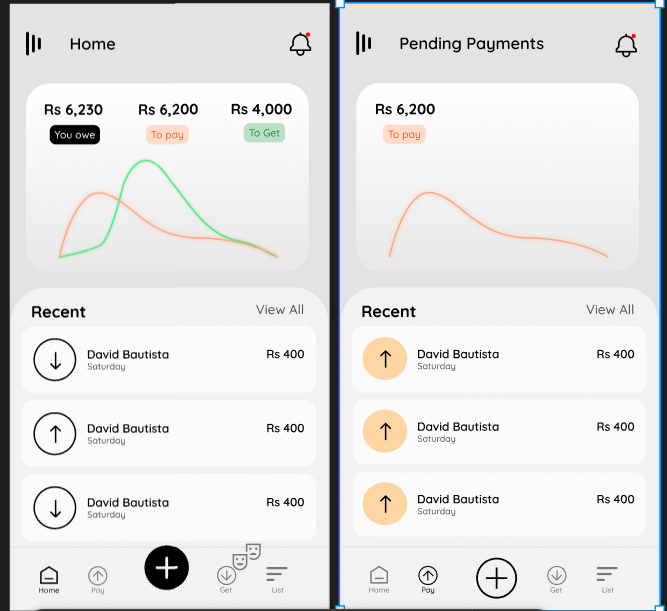 Home
Rs 6,230 Rs 6,200 Rs 4,000
You owe To pay To Get
Recent View All
David Bautista Rs 400
Saturday
David Bautista Rs 400
Saturday
David Bautista Rs 400
Saturday
Home Pay Get List
Pending Payments
Rs 6,200
To pay
Recent View All
David Bautista Rs 400
Saturday
David Bautista Rs 400
Saturday
David Bautista Rs 400
Saturday
Home Pay Get List